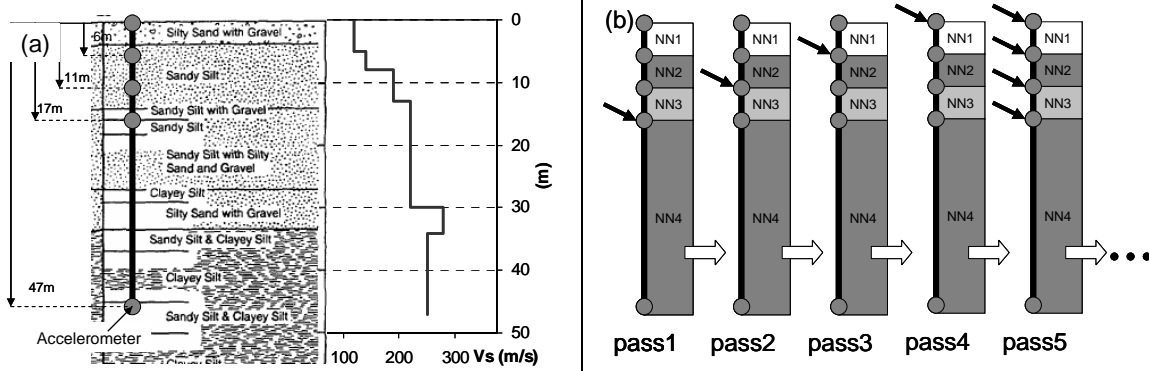 (a)
6m
11m
17m
47m
Accelerometer
Silty Sand with Gravel
Sandy Silt
Sandy Silt with Gravel
Sandy Silt
Sandy Silt with Silty
Sand and Gravel
Clayey Silt
Silty Sand with Gravel
Sandy Silt & Clayey Silt
Clayey Silt
Sandy Silt & Clayey Silt
Clayey Silt
0
10
20
30
40
50
(m)
100 200 300 Vs (m/s)
(b)
NN1 NN1 NN1 NN1 NN1
NN2 NN2 NN2 NN2 NN2
NN3 NN3 NN3 NN3 NN3
NN4 NN4 NN4 NN4 NN4
pass1 pass2 pass3 pass4 pass5